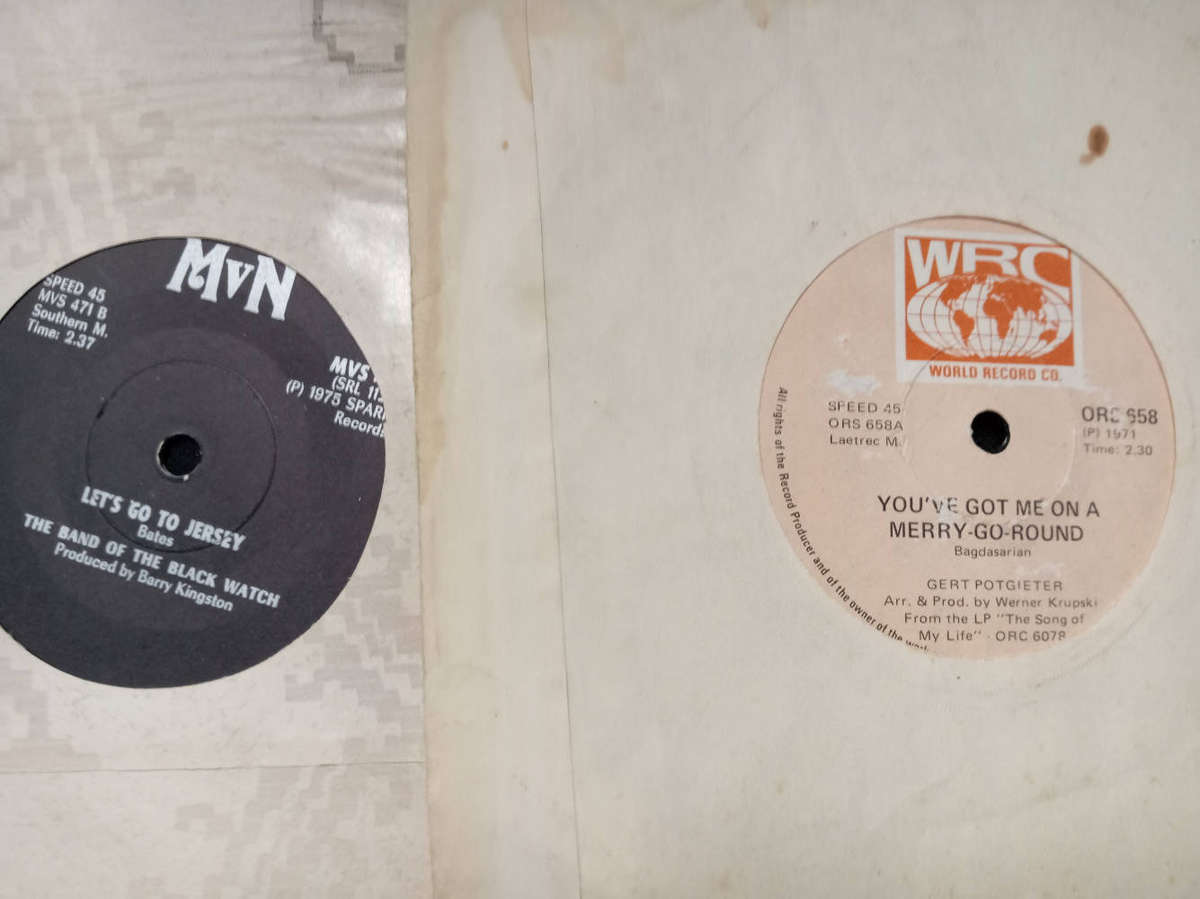 MvN
SPEED 45
MVS 471 B
Southern M.
Time: 2.37
MVS
(SRL 11
(P) 1975 SPAR
Records
LET'S GO TO JERSEY
Bates
THE BAND OF THE BLACK WATCH
Produced by Barry Kingston
WRC
WORLD RECORD CO.
SPEED 45
ORS 658A
Laetrec M.
ORC 658
(P) 1971
Time: 2.30
YOU'VE GOT ME ON A
MERRY-GO-ROUND
Bagdasarian
GERT POTGIETER
Arr. & Prod. by Werner Krupski
From the LP "The Song of
My Life" - ORC 6078
All rights of the Record Producer and of the owner of the